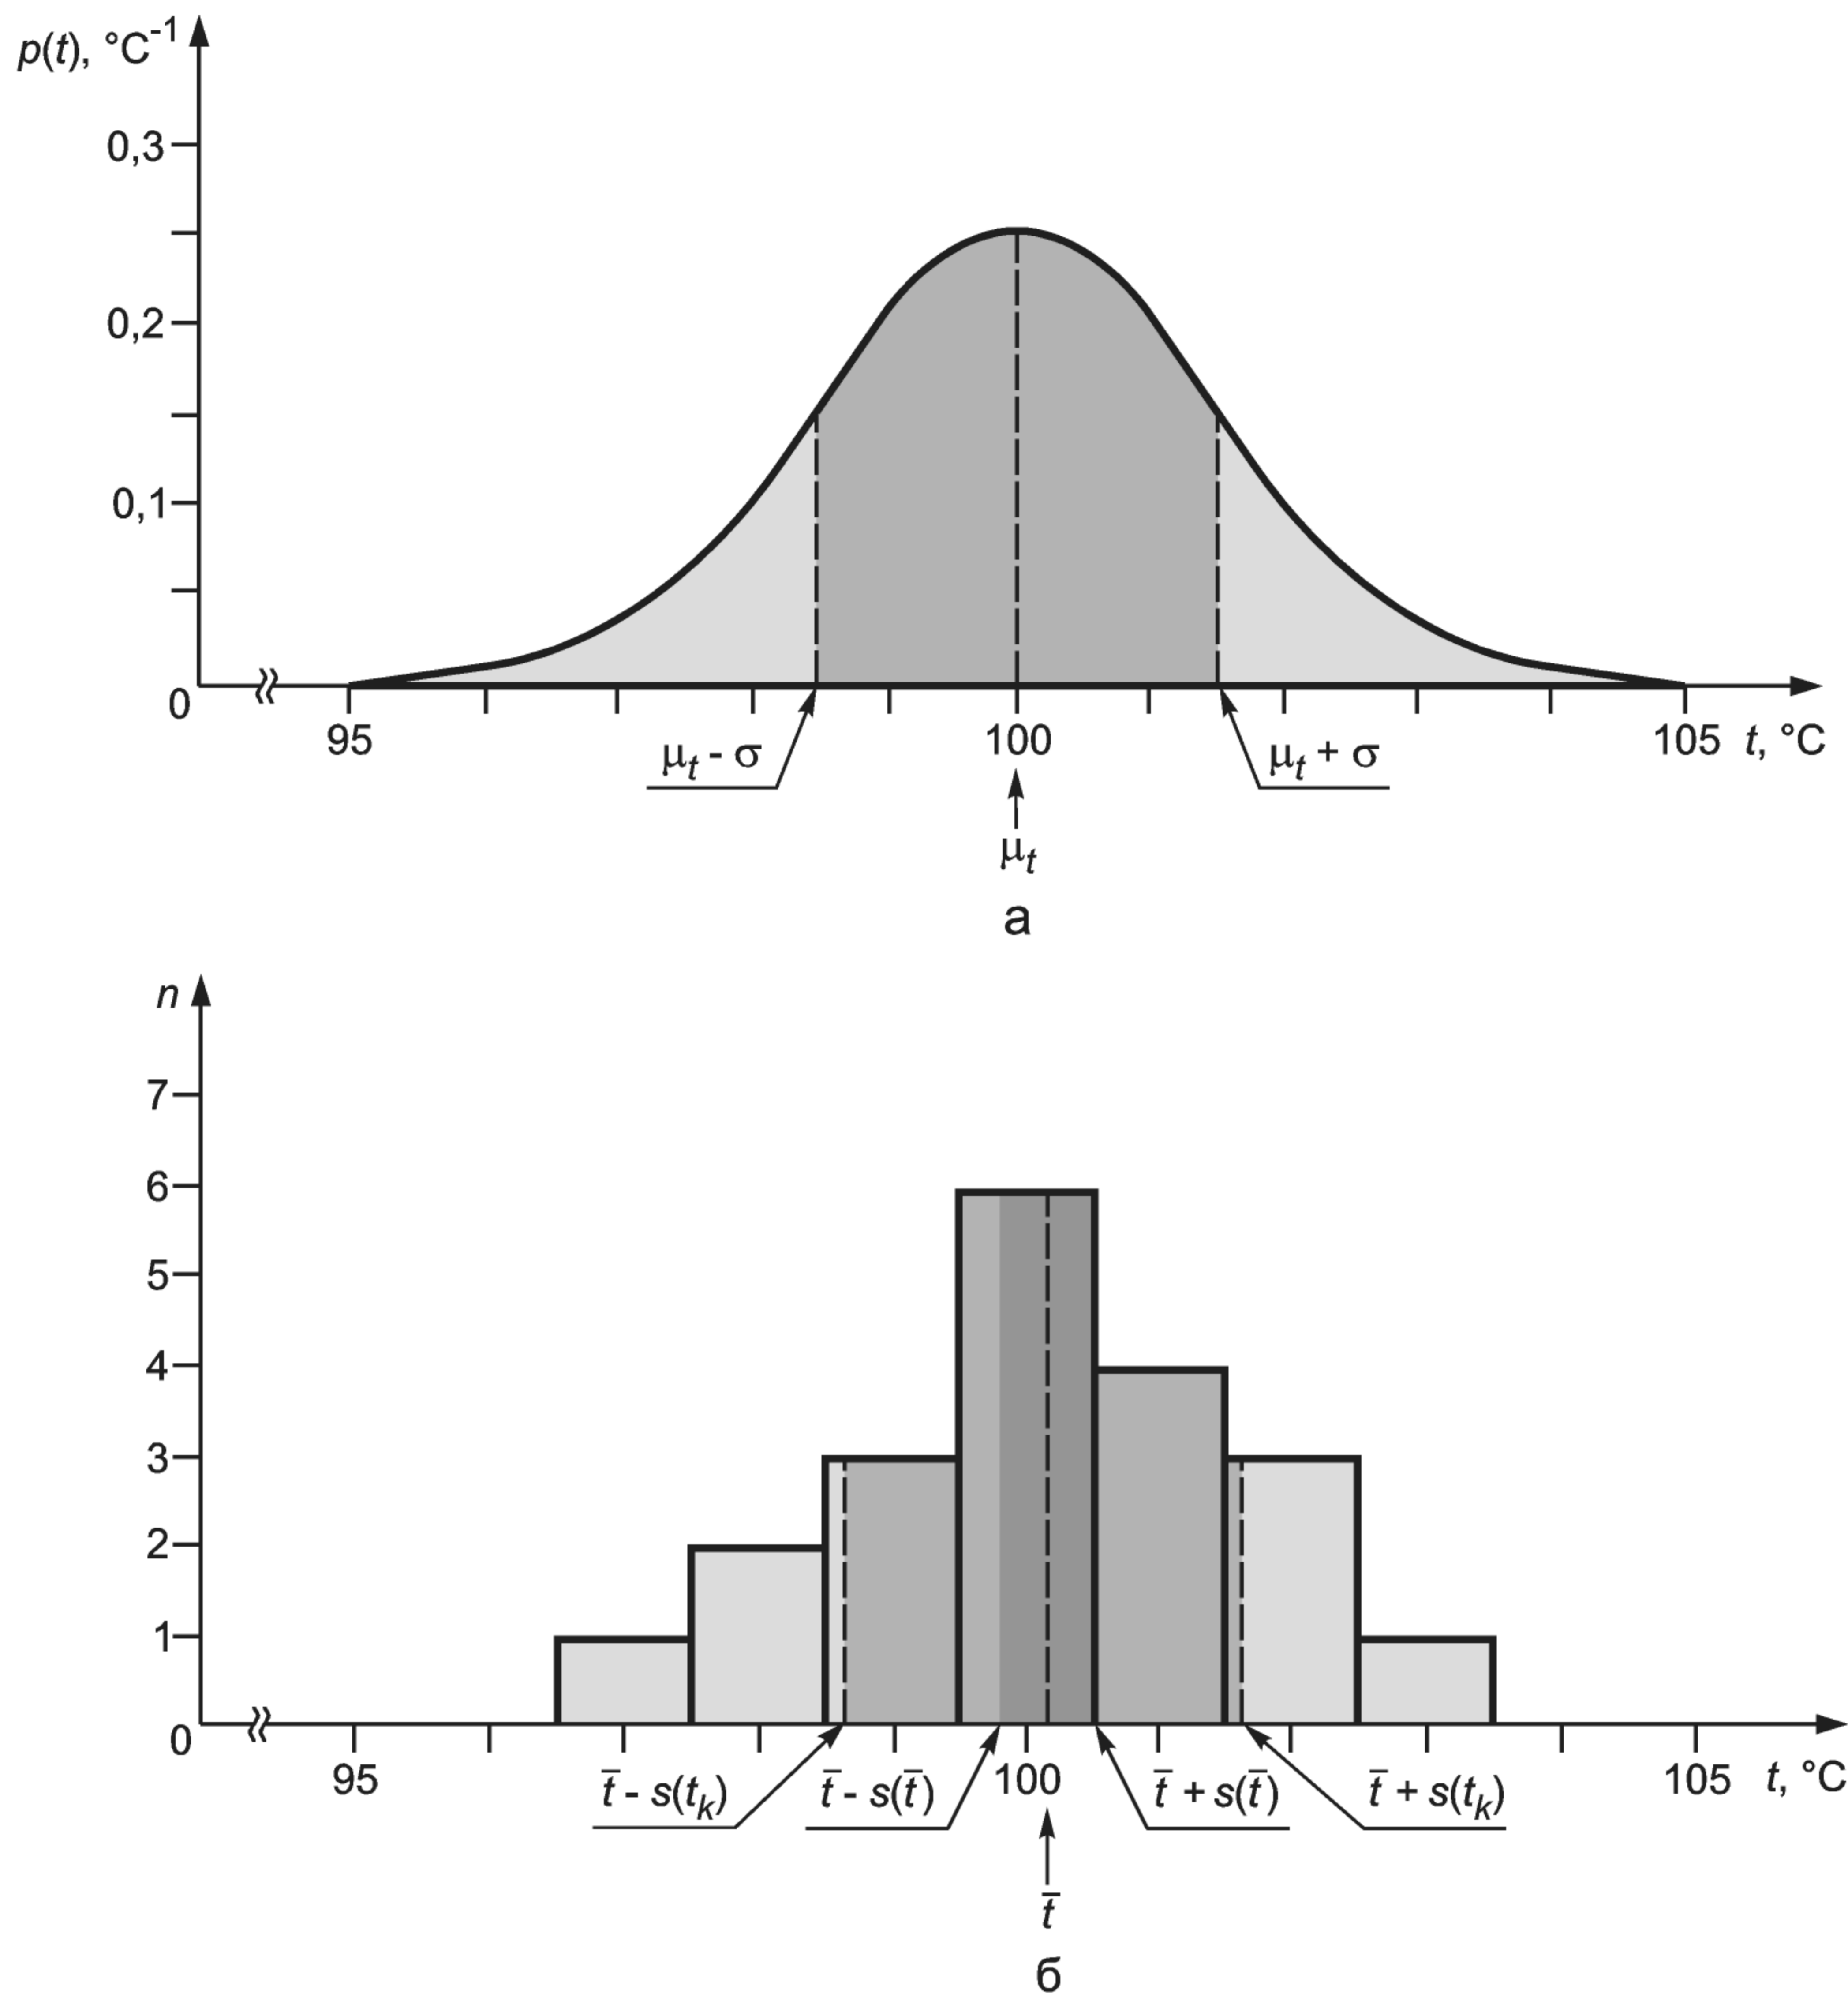 p(t), °C⁻¹
0,3
0,2
0,1
0
95
100
105 t, °C
μₜ - σ
μₜ + σ
μₜ
а
n
7
6
5
4
3
2
1
0
95
100
105 t, °C
t̅ - s(tₖ)
t̅ - s(t̅)
t̅ + s(t̅)
t̅ + s(tₖ)
t̅
б